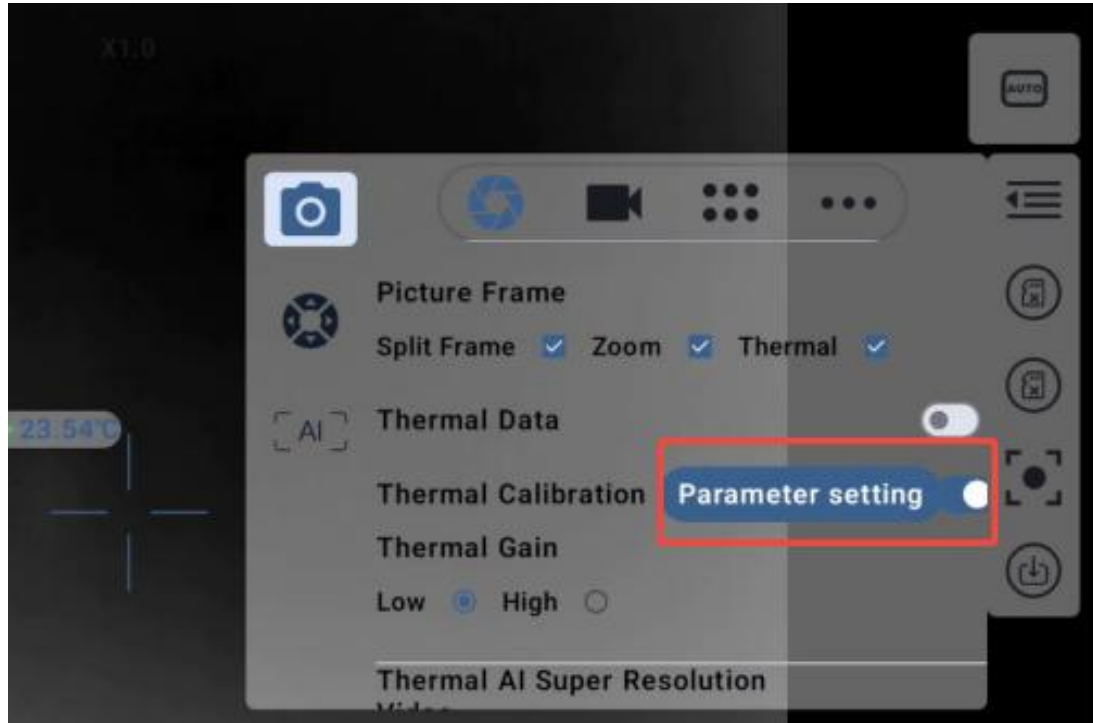 X1.0
AUTO
Picture Frame
Split Frame Zoom Thermal
AI
Thermal Data
23.54℃
Thermal Calibration Parameter setting
Thermal Gain
Low High
Thermal AI Super Resolution